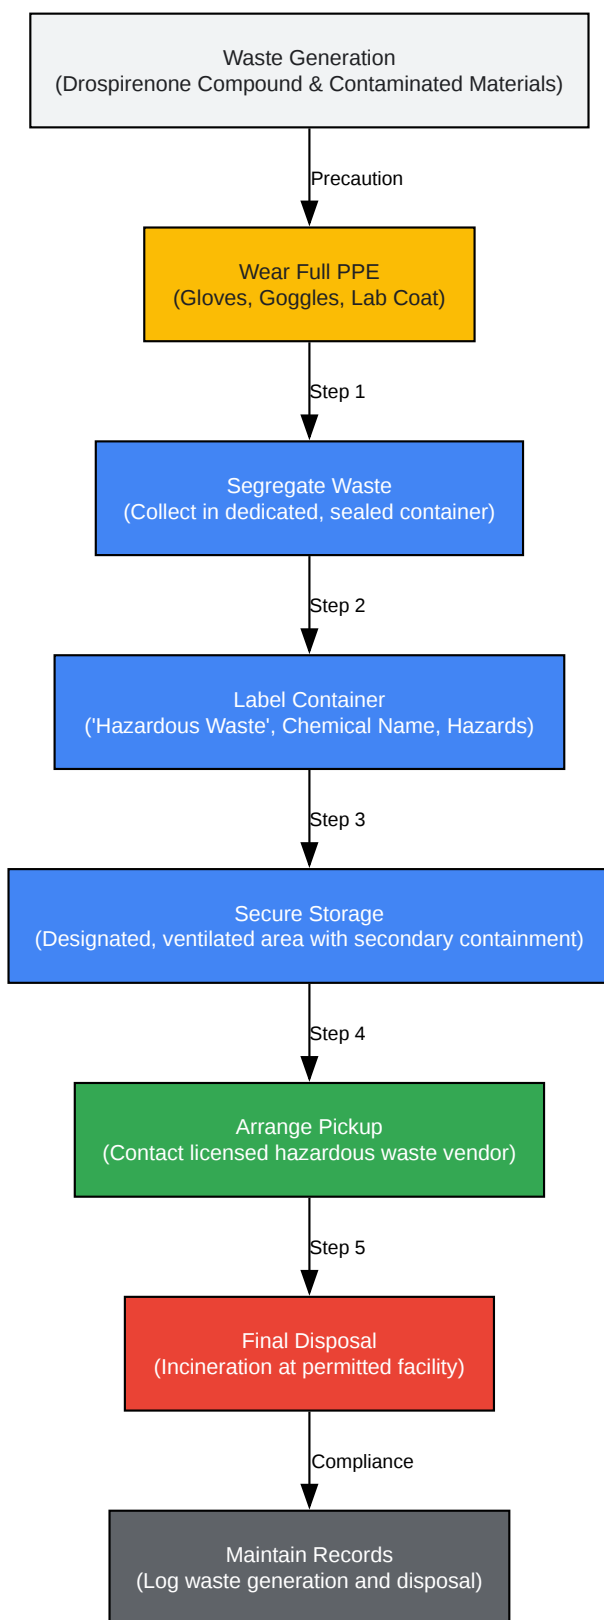 Waste Generation
(Drospirenone Compound & Contaminated Materials)
Precaution
Wear Full PPE
(Gloves, Goggles, Lab Coat)
Step 1
Segregate Waste
(Collect in dedicated, sealed container)
Step 2
Label Container
('Hazardous Waste', Chemical Name, Hazards)
Step 3
Secure Storage
(Designated, ventilated area with secondary containment)
Step 4
Arrange Pickup
(Contact licensed hazardous waste vendor)
Step 5
Final Disposal
(Incineration at permitted facility)
Compliance
Maintain Records
(Log waste generation and disposal)